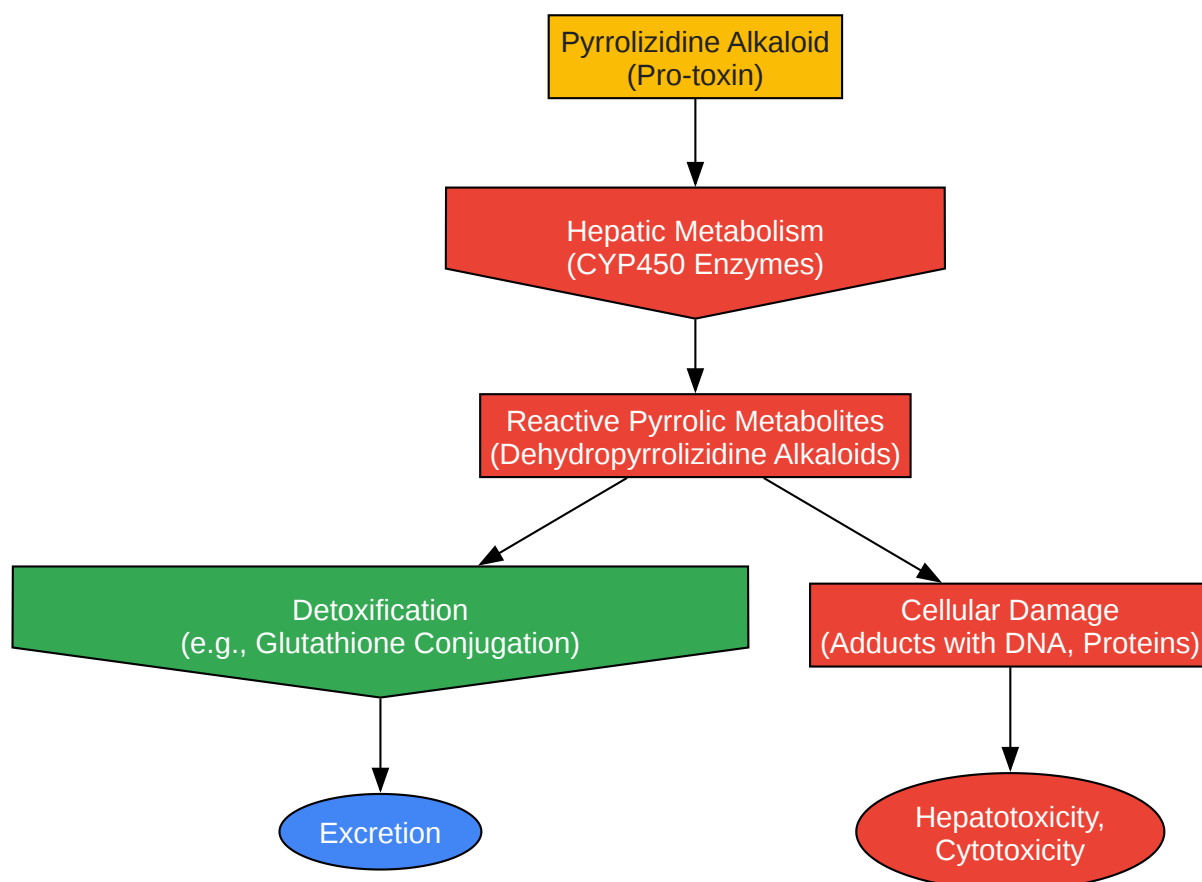 Pyrrolizidine Alkaloid
(Pro-toxin)
Hepatic Metabolism
(CYP450 Enzymes)
Reactive Pyrrolic Metabolites
(Dehydropyrrolizidine Alkaloids)
Detoxification
(e.g., Glutathione Conjugation)
Cellular Damage
(Adducts with DNA, Proteins)
Excretion
Hepatotoxicity,
Cytotoxicity